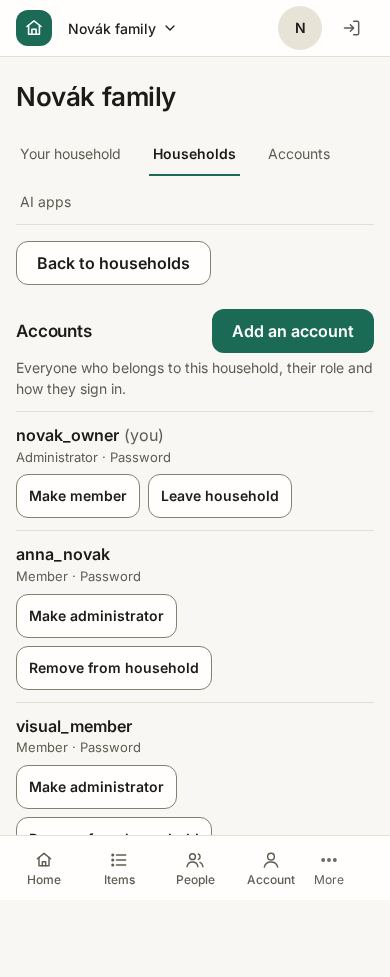 Novák family
N
Novák family
Your household
Households
Accounts
AI apps
Back to households
Accounts
Add an account
Everyone who belongs to this household, their role and
how they sign in.
novak_owner (you)
Administrator · Password
Make member
Leave household
anna_novak
Member · Password
Make administrator
Remove from household
visual_member
Member · Password
Make administrator
Home
Items
People
Account
More